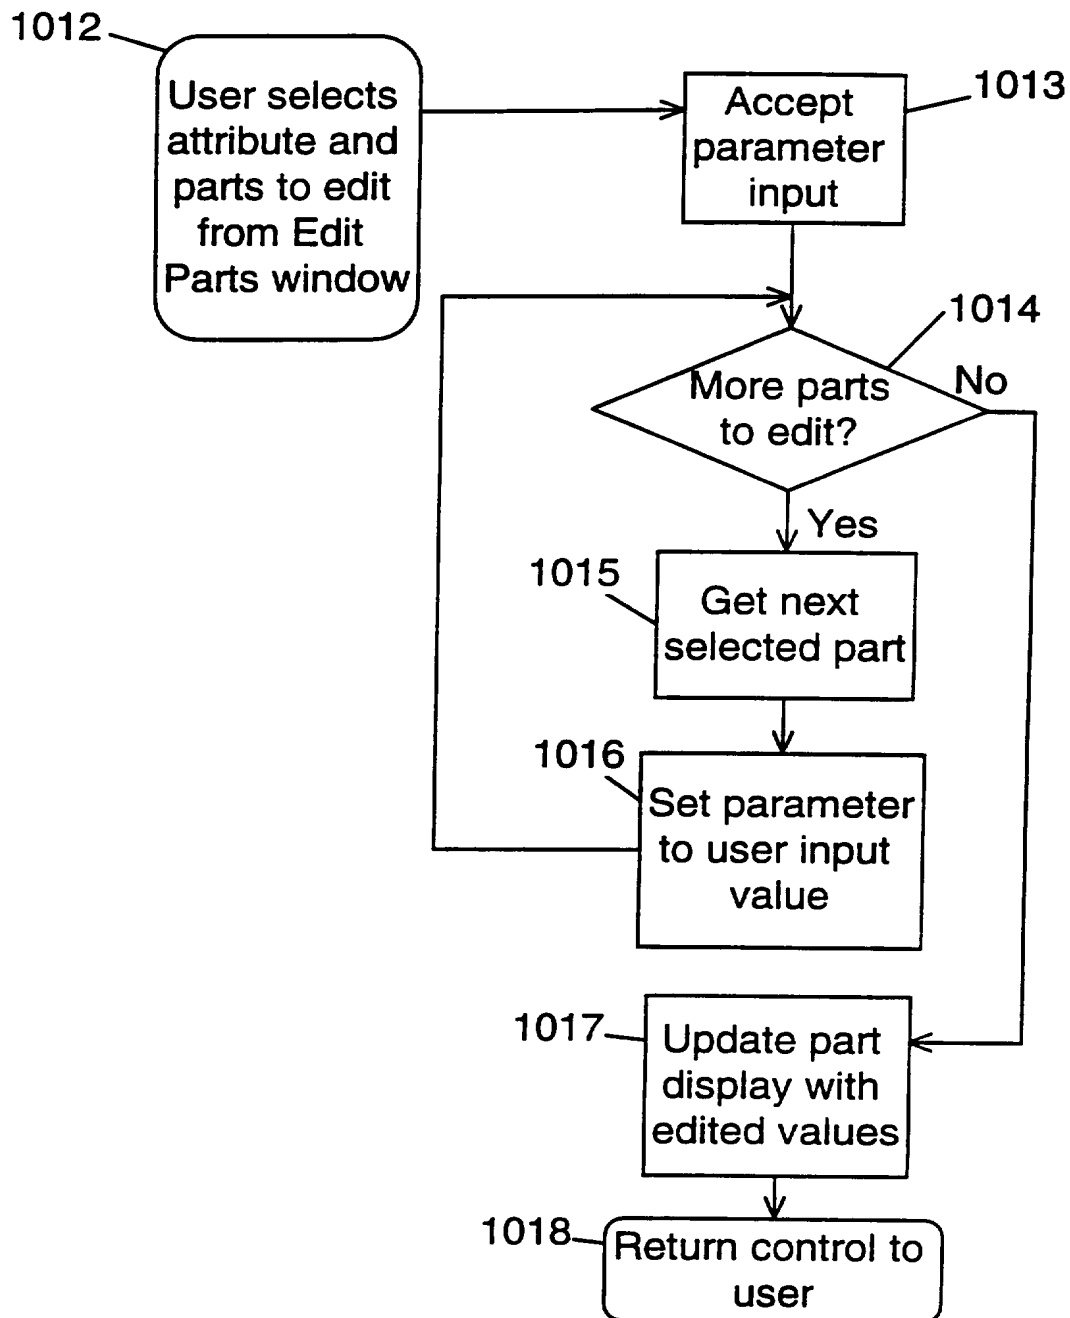 1012
User selects
attribute and
parts to edit
from Edit
Parts window
1013
Accept
parameter
input
1014
More parts
to edit?
No
Yes
1015
Get next
selected part
1016
Set parameter
to user input
value
1017
Update part
display with
edited values
1018
Return control to
user